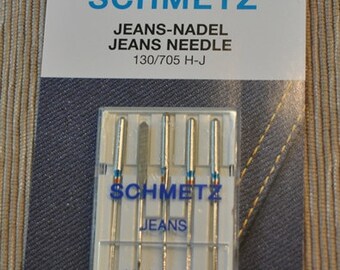 SCHMETZ
JEANS-NADEL
JEANS NEEDLE
130/705 H-J
SCHMETZ
JEANS